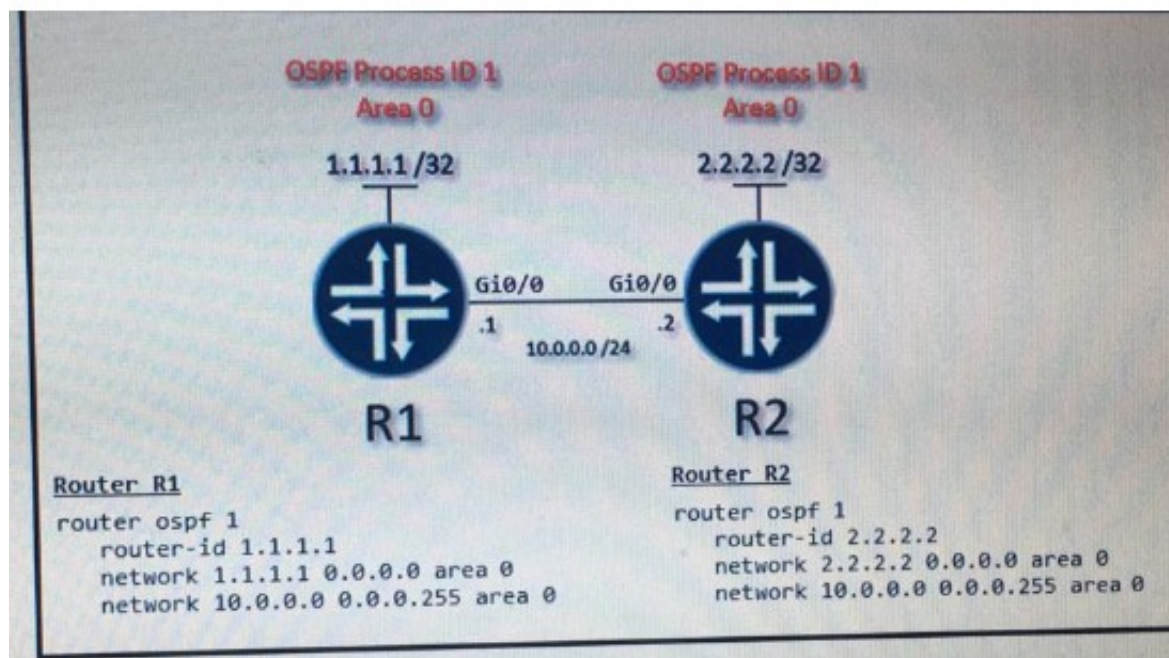 OSPF Process ID 1
Area 0
OSPF Process ID 1
Area 0
1.1.1.1 /32
2.2.2.2 /32
Gi0/0
Gi0/0
.1
.2
10.0.0.0 /24
R1
R2
Router R1
router ospf 1
router-id 1.1.1.1
network 1.1.1.1 0.0.0.0 area 0
network 10.0.0.0 0.0.0.255 area 0
Router R2
router ospf 1
router-id 2.2.2.2
network 2.2.2.2 0.0.0.0 area 0
network 10.0.0.0 0.0.0.255 area 0